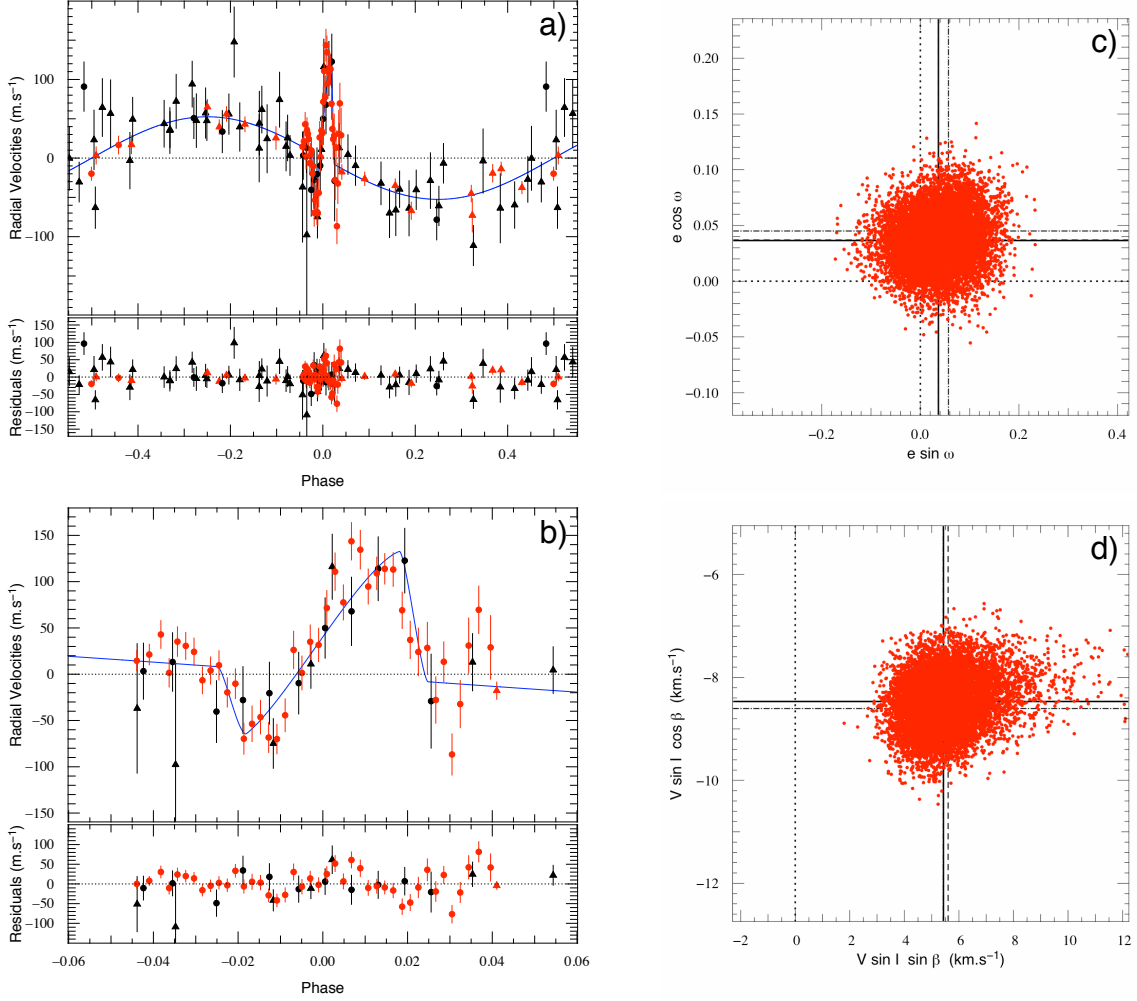 a)
Radial Velocities (m.s⁻¹)
100
0
−100
Residuals (m.s⁻¹)
150
100
50
0
−50
−100
−150
−0.4 −0.2 0.0 0.2 0.4
Phase
c)
e cos ω
0.20
0.15
0.10
0.05
0.00
−0.05
−0.10
−0.2 0.0 0.2 0.4
e sin ω
b)
Radial Velocities (m.s⁻¹)
150
100
50
0
−50
−100
−150
Residuals (m.s⁻¹)
100
50
0
−50
−100
−0.06 −0.04 −0.02 0.00 0.02 0.04 0.06
Phase
d)
V sin I cos β (km.s⁻¹)
−6
−8
−10
−12
−2 0 2 4 6 8 10 12
V sin I sin β (km.s⁻¹)